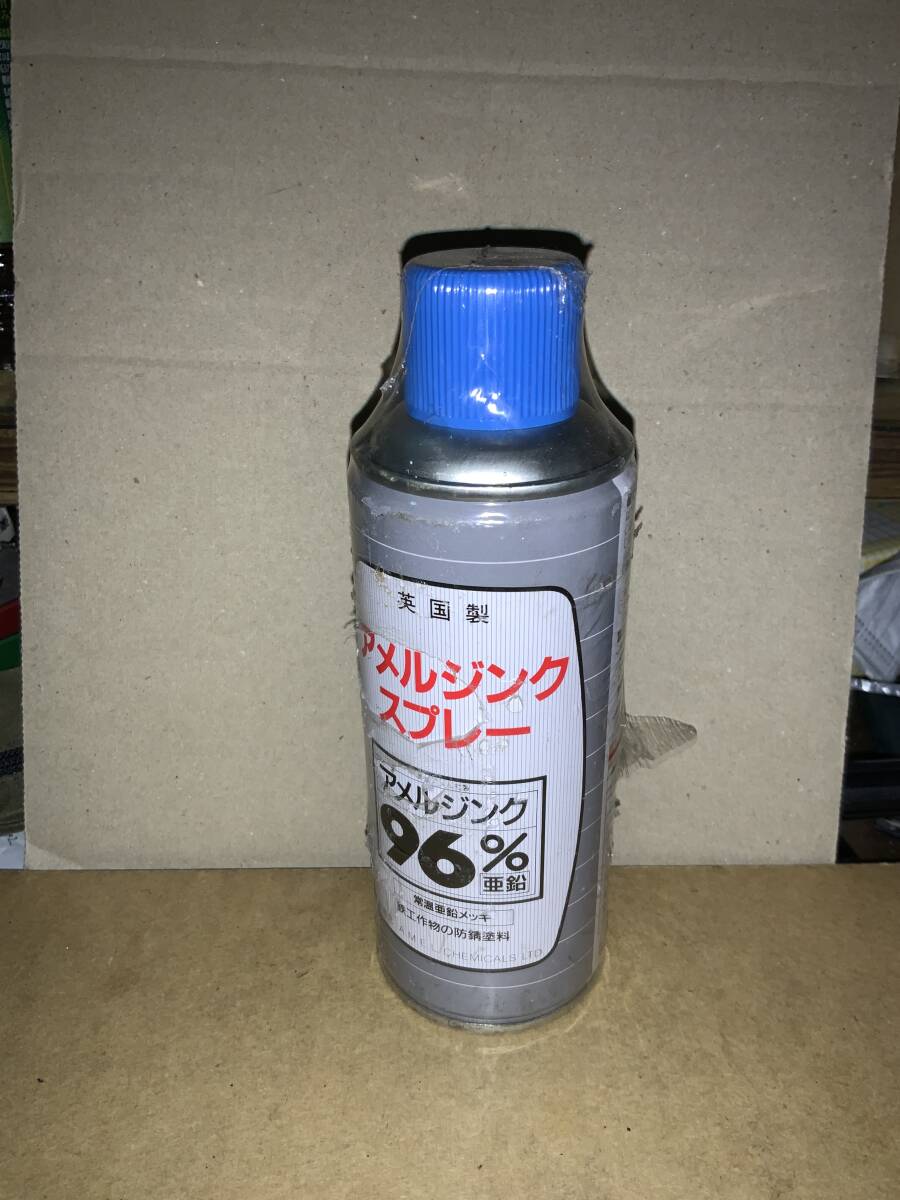 英国製
アメルジンク
スプレー
アメルジンク
96%
亜鉛
常温亜鉛メッキ
鉄工作物の防錆塗料
CHEMICALS LTD